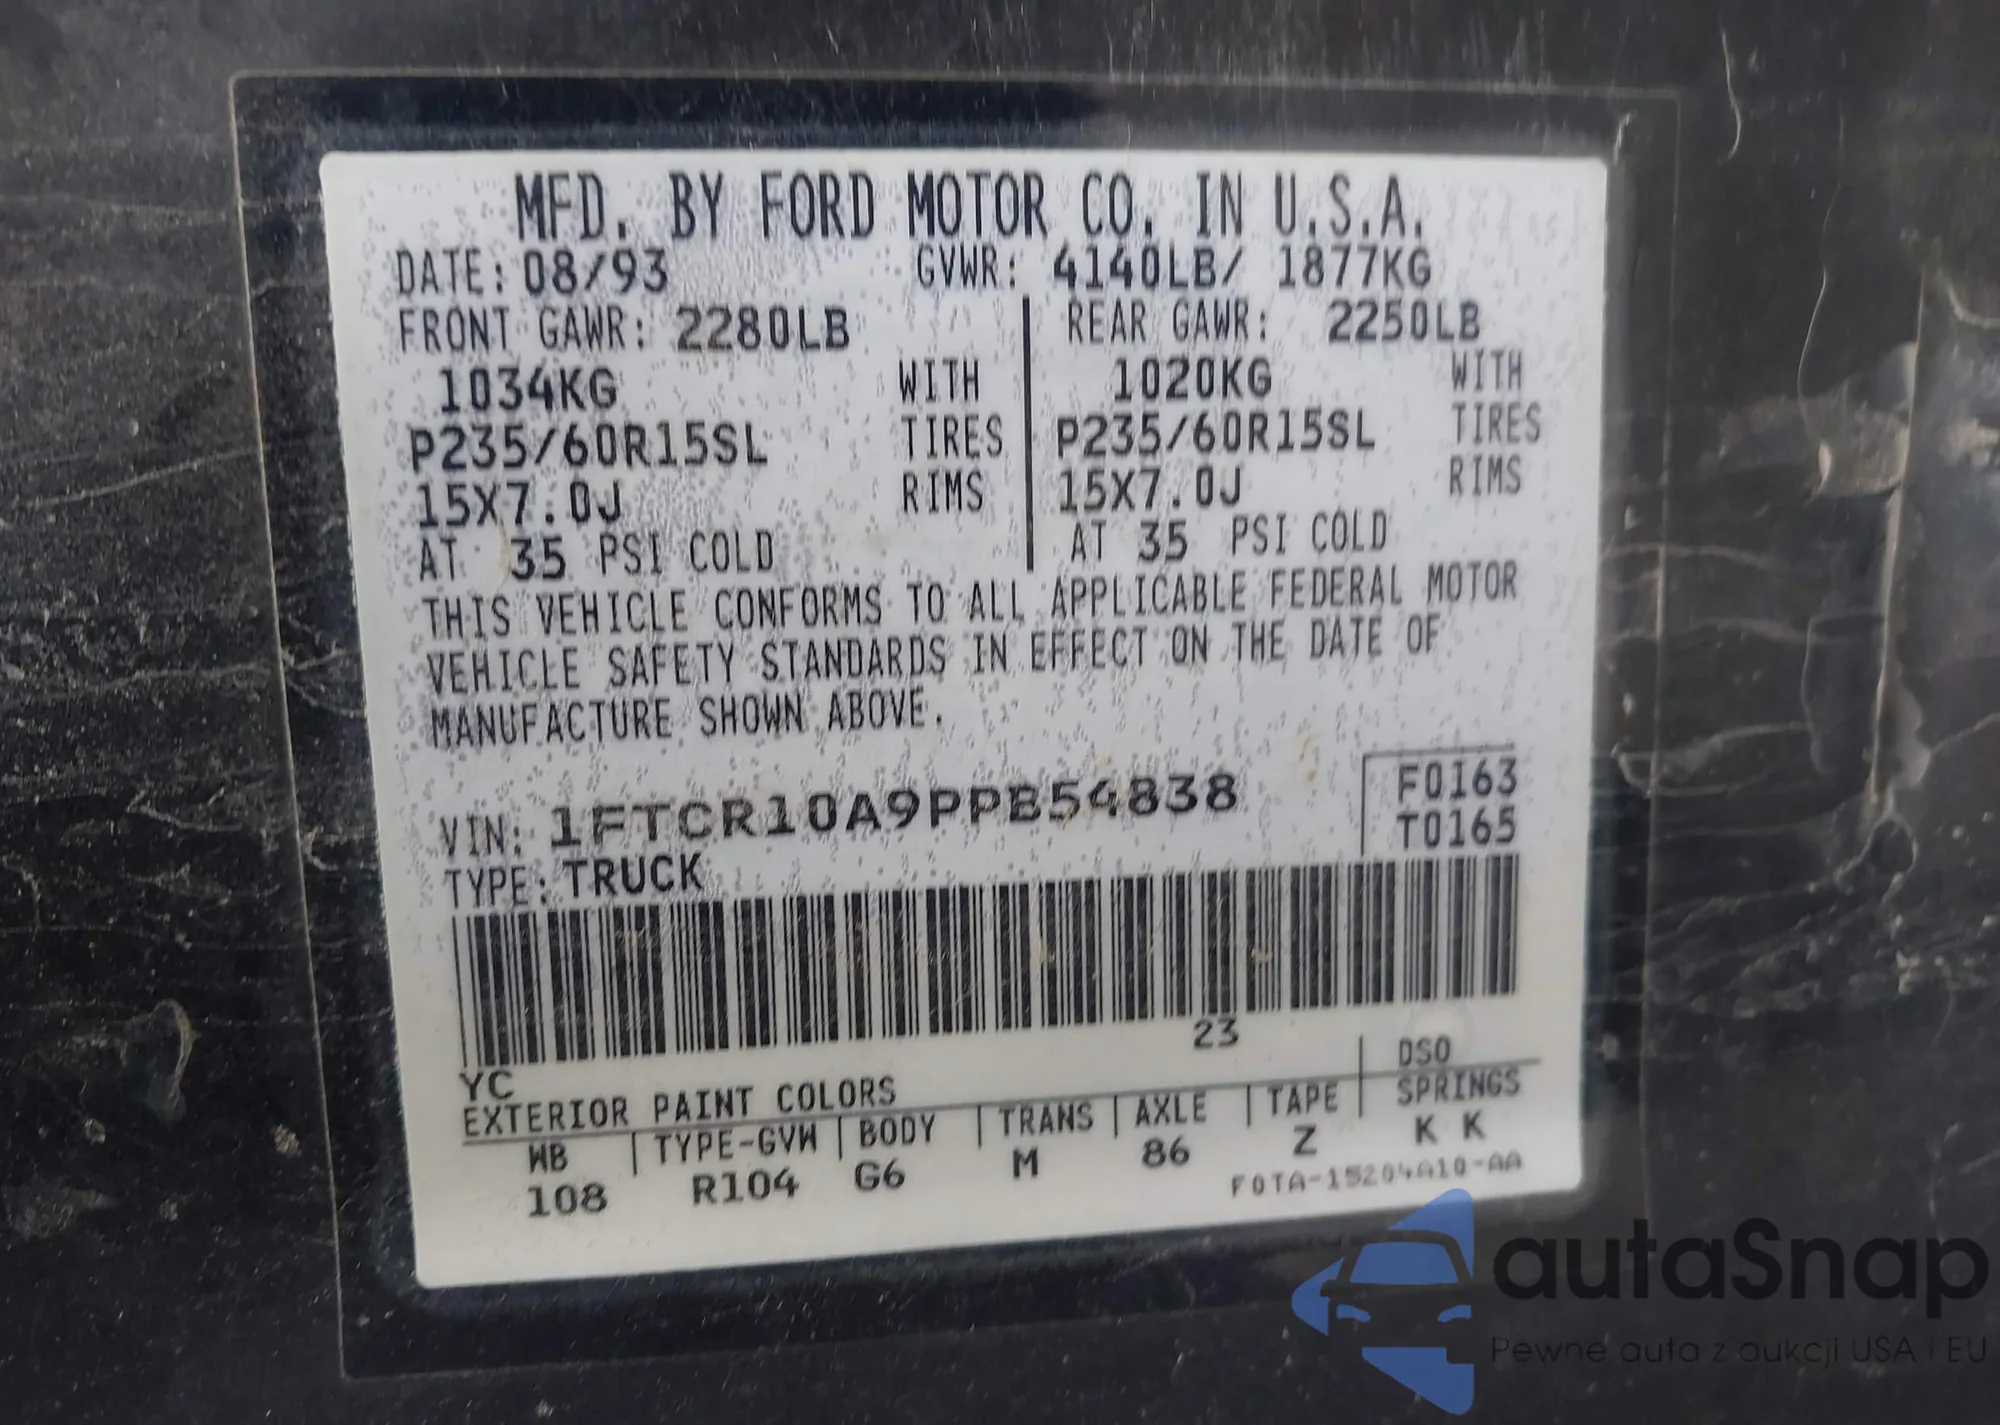 MFD. BY FORD MOTOR CO. IN U.S.A.
DATE: 08/93 GVWR: 4140LB/ 1877KG
FRONT GAWR: 2280LB REAR GAWR: 2250LB
1034KG WITH 1020KG WITH
P235/60R15SL TIRES P235/60R15SL TIRES
15X7.0J RIMS 15X7.0J RIMS
AT 35 PSI COLD AT 35 PSI COLD
THIS VEHICLE CONFORMS TO ALL APPLICABLE FEDERAL MOTOR
VEHICLE SAFETY STANDARDS IN EFFECT ON THE DATE OF
MANUFACTURE SHOWN ABOVE.
VIN: 1FTCR10A9PPB54838
F0163
T0165
TYPE: TRUCK
23
YC DSO
EXTERIOR PAINT COLORS
WB TYPE-GVW BODY TRANS AXLE TAPE SPRINGS
108 R104 G6 M 86 Z K K
F0TA-15204A10-AA
autaSnap
Pewne auta z aukcji USA i EU